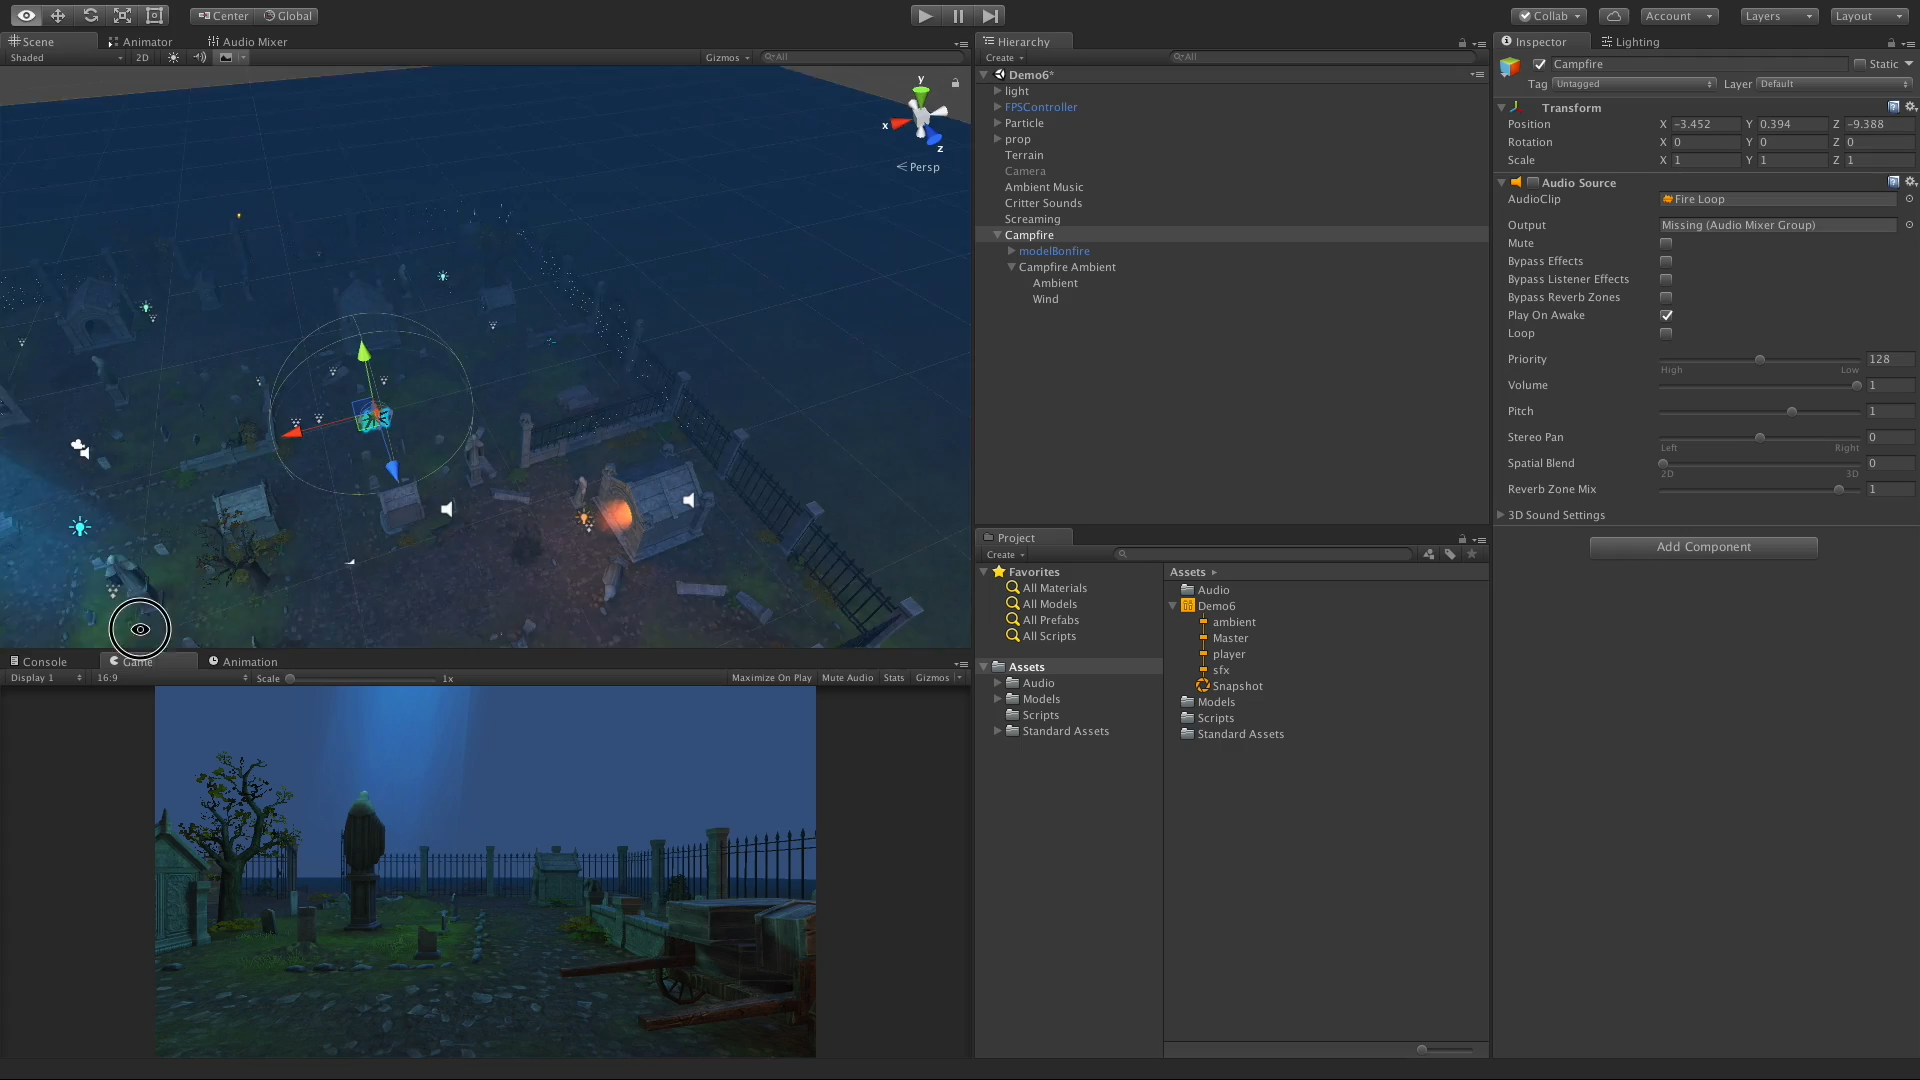 Center Global
Collab Account Layers Layout
Scene Animator Audio Mixer
Shaded 2D Gizmos All
y
x
z
Persp
Hierarchy
Create All
Demo6*
light
FPSController
Particle
prop
Terrain
Camera
Ambient Music
Critter Sounds
Screaming
Campfire
modelBonfire
Campfire Ambient
Ambient
Wind
Inspector Lighting
Campfire Static
Tag Untagged Layer Default
Transform
Position X -3.452 Y 0.394 Z -9.388
Rotation X 0 Y 0 Z 0
Scale X 1 Y 1 Z 1
Audio Source
AudioClip Fire Loop
Output Missing (Audio Mixer Group)
Mute
Bypass Effects
Bypass Listener Effects
Bypass Reverb Zones
Play On Awake
Loop
Priority 128
High Low
Volume 1
Pitch 1
Stereo Pan 0
Left Right
Spatial Blend 0
2D 3D
Reverb Zone Mix 1
3D Sound Settings
Add Component
Project
Create
Favorites
All Materials
All Models
All Prefabs
All Scripts
Assets
Audio
Models
Scripts
Standard Assets
Assets
Audio
Demo6
ambient
Master
player
sfx
Snapshot
Models
Scripts
Standard Assets
Console Game Animation
Display 1 16:9 Scale 1x Maximize On Play Mute Audio Stats Gizmos